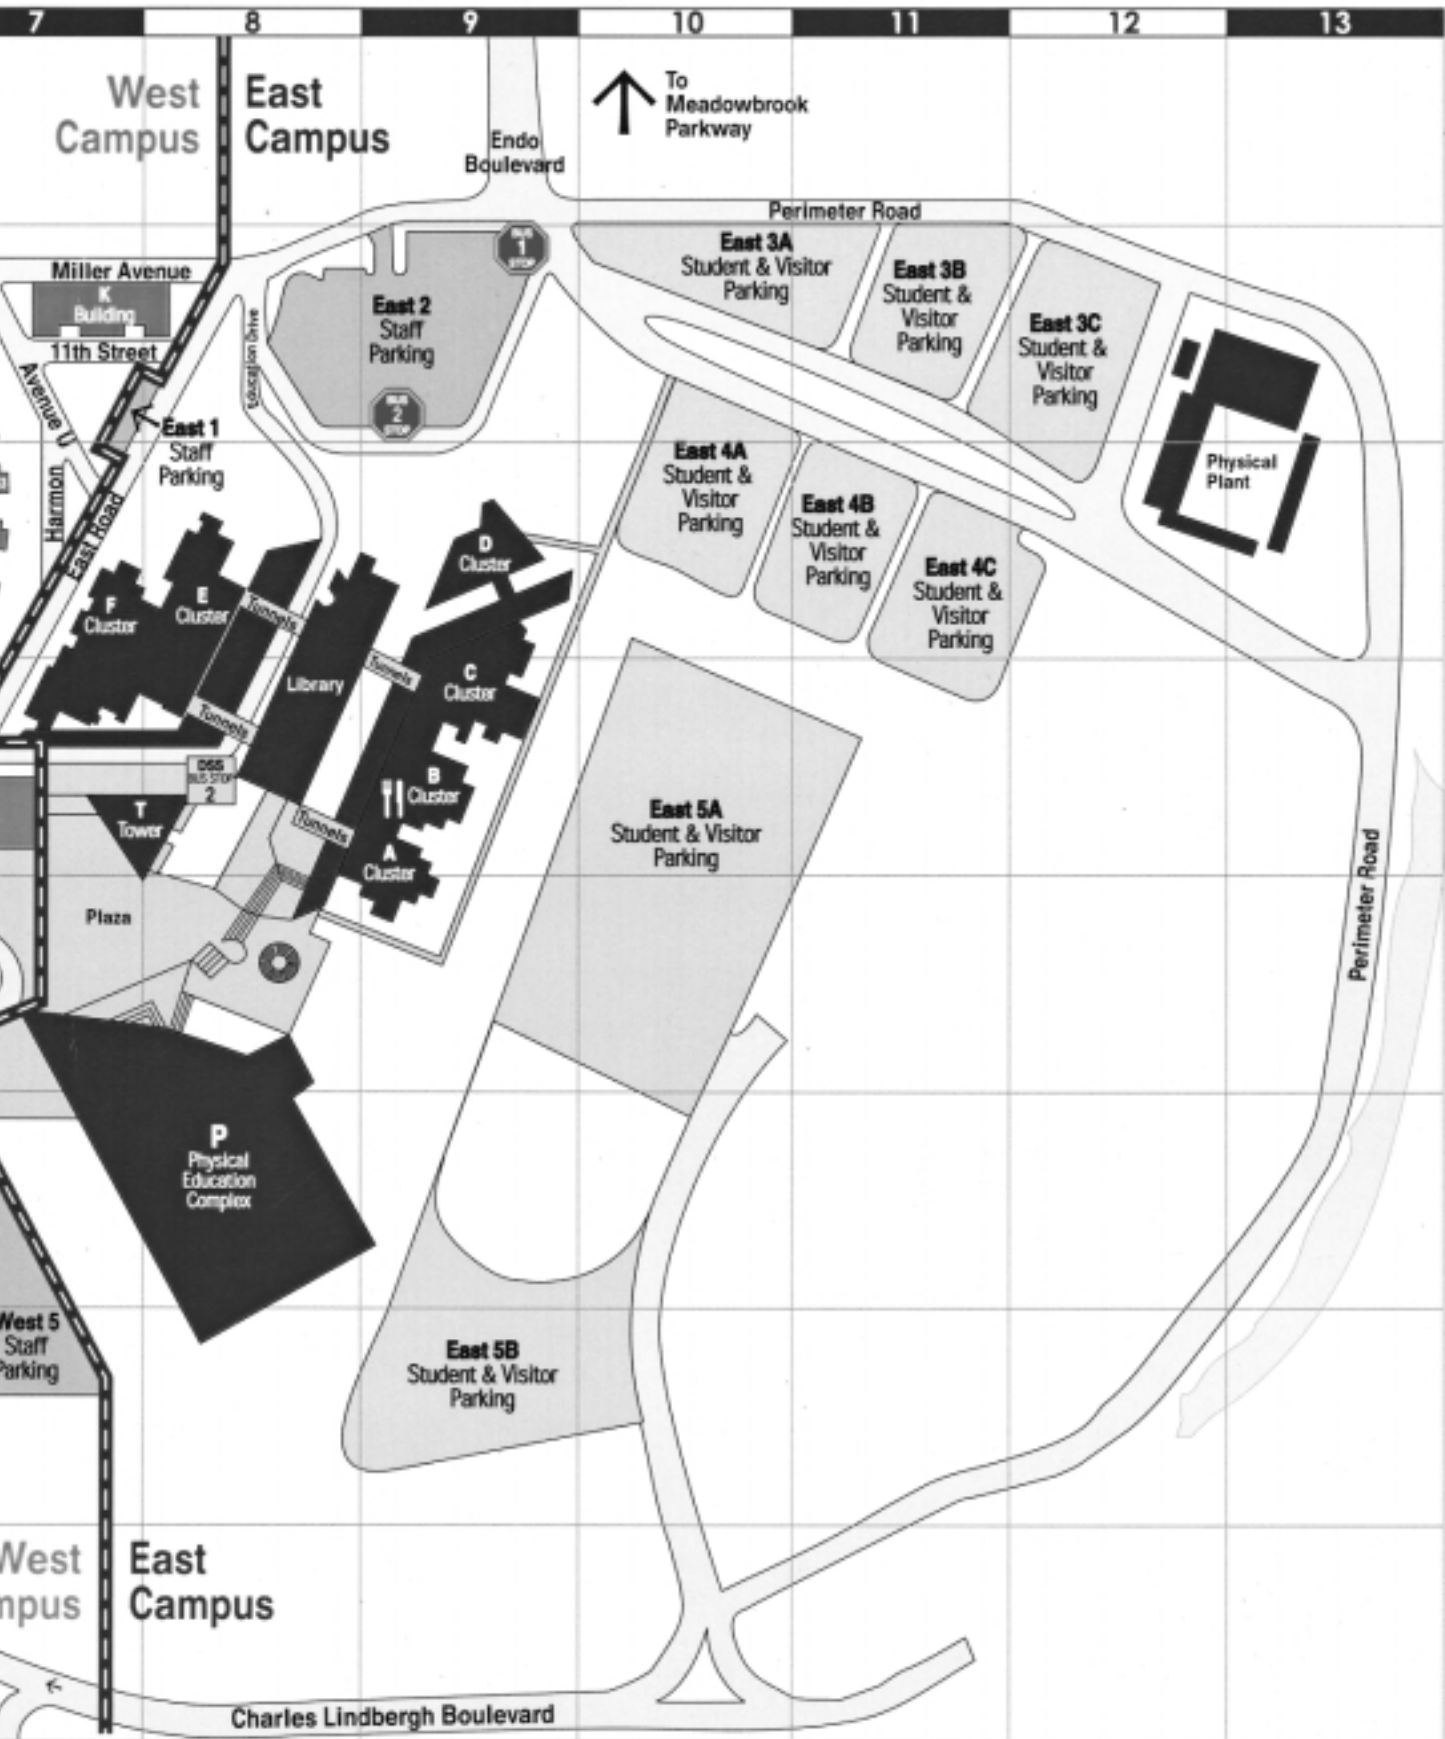 7 8 9 10 11 12 13
West
Campus
East
Campus
To
Meadowbrook
Parkway
Endo
Boulevard
Perimeter Road
BUS
1
STOP
East 3A
Student & Visitor
Parking
East 3B
Student &
Visitor
Parking
East 3C
Student &
Visitor
Parking
Miller Avenue
K
Building
11th Street
Avenue U
Education Drive
East 2
Staff
Parking
BUS
2
STOP
East 1
Staff
Parking
Harmon
East Road
East 4A
Student &
Visitor
Parking
East 4B
Student &
Visitor
Parking
East 4C
Student &
Visitor
Parking
Physical
Plant
D
Cluster
E
Cluster
F
Cluster
Tunnels
Library
Tunnels
C
Cluster
Tunnels
DSS
BUS STOP
2
T
Tower
B
Cluster
Tunnels
A
Cluster
East 5A
Student & Visitor
Parking
Perimeter Road
Plaza
P
Physical
Education
Complex
West 5
Staff
Parking
East 5B
Student & Visitor
Parking
West
mpus
East
Campus
Charles Lindbergh Boulevard